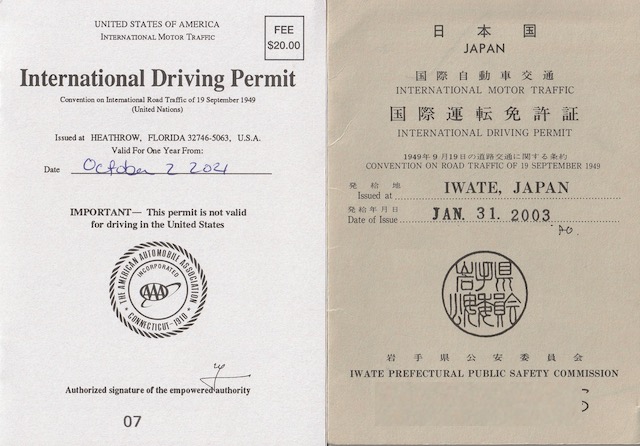 UNITED STATES OF AMERICA
INTERNATIONAL MOTOR TRAFFIC
FEE
$20.00
International Driving Permit
Convention on International Road Traffic of 19 September 1949
(United Nations)
Issued at HEATHROW, FLORIDA 32746-5063, U.S.A.
Valid For One Year From:
Date October 2 2021
IMPORTANT— This permit is not valid
for driving in the United States
THE AMERICAN AUTOMOBILE ASSOCIATION
INCORPORATED
AAA
CONNECTICUT-1910
Authorized signature of the empowered authority
07
日本国
JAPAN
国際自動車交通
INTERNATIONAL MOTOR TRAFFIC
国際運転免許証
INTERNATIONAL DRIVING PERMIT
1949年9月19日の道路交通に関する条約
CONVENTION ON ROAD TRAFFIC OF 19 SEPTEMBER 1949
発給地
Issued at IWATE, JAPAN
発給年月日
Date of Issue JAN. 31. 2003
岩手県公安委員会
IWATE PREFECTURAL PUBLIC SAFETY COMMISSION